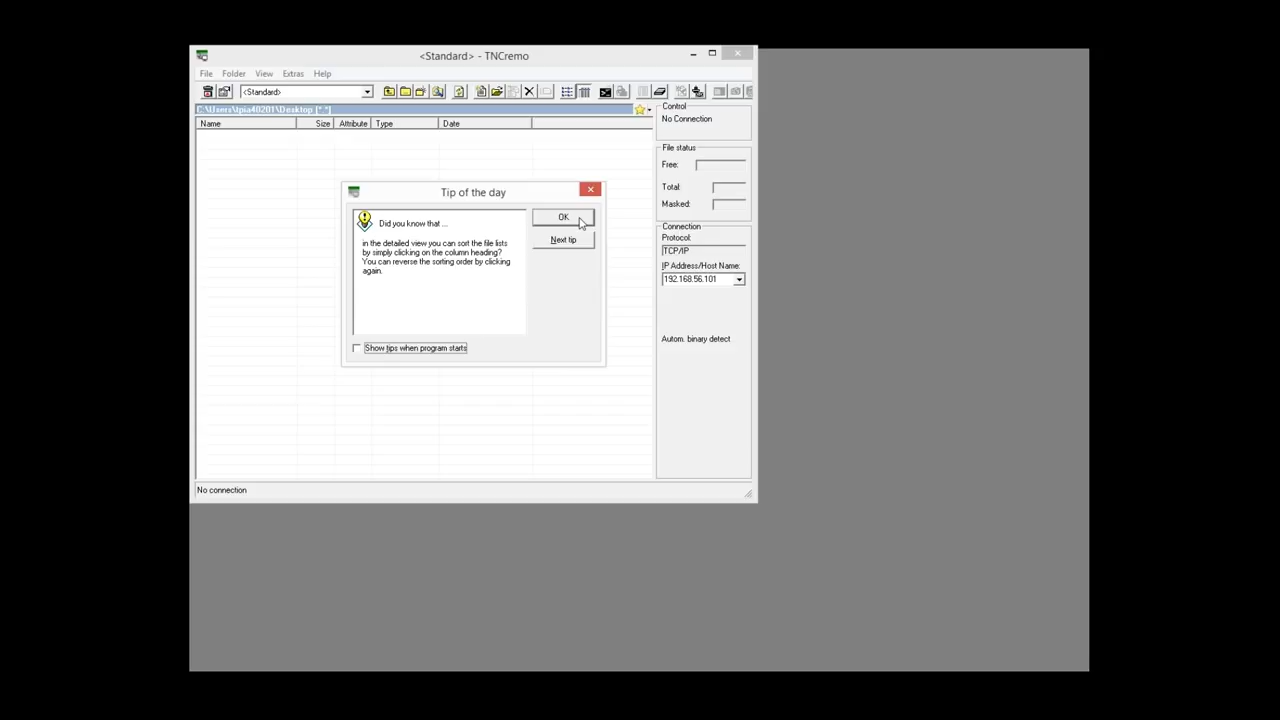 <Standard> - TNCremo
File Folder View Extras Help
<Standard>
C:\Users\tpia40201\Desktop [*.*]
Name Size Attribute Type Date
Tip of the day
Did you know that ...
in the detailed view you can sort the file lists
by simply clicking on the column heading?
You can reverse the sorting order by clicking
again.
OK
Next tip
Show tips when program starts
Control
No Connection
File status
Free:
Total:
Masked:
Connection
Protocol:
TCP/IP
IP Address/Host Name:
192.168.56.101
Autom. binary detect
No connection